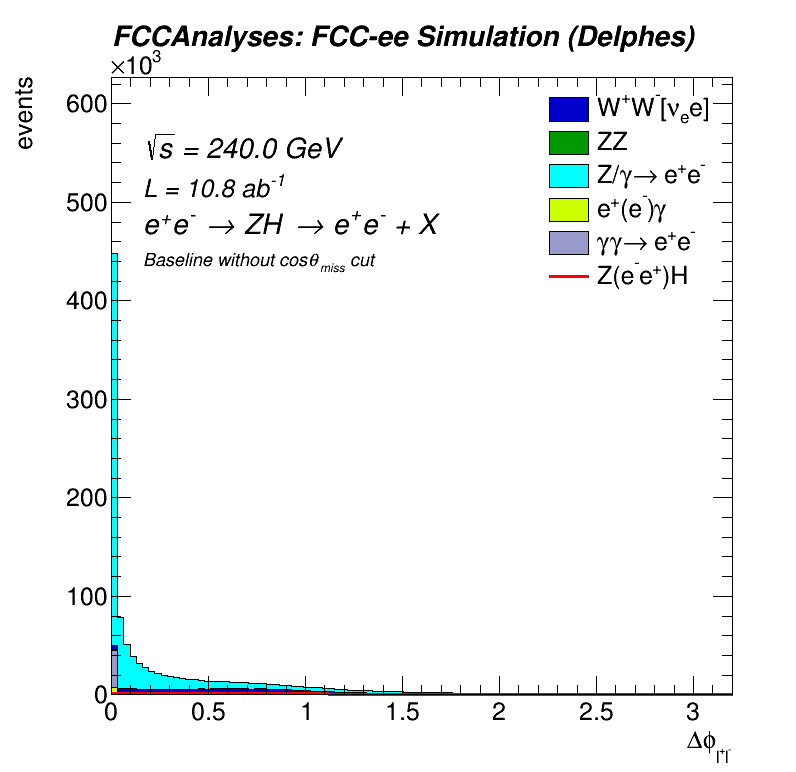 FCCAnalyses: FCC-ee Simulation (Delphes)
×10³
events
600
500
400
300
200
100
0
√s = 240.0 GeV
L = 10.8 ab⁻¹
e⁺e⁻ → ZH → e⁺e⁻ + X
Baseline without cosθ_miss cut
W⁺W⁻[νₑe]
ZZ
Z/γ→ e⁺e⁻
e⁺(e⁻)γ
γγ→ e⁺e⁻
Z(e⁻e⁺)H
0 0.5 1 1.5 2 2.5 3
Δϕ_l⁺l⁻